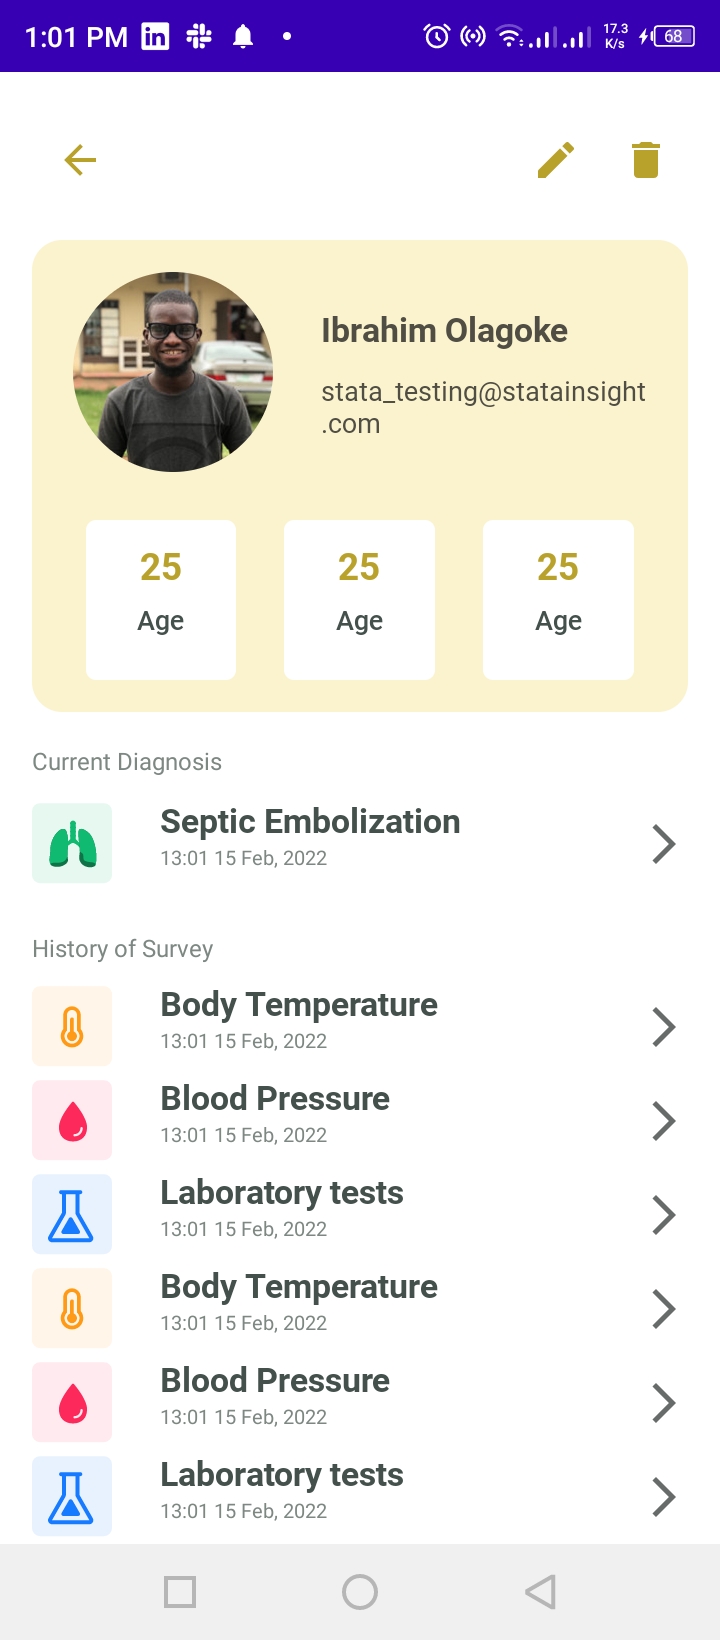 1:01 PM in 17.3 K/s 68
Ibrahim Olagoke
stata_testing@statainsight
.com
25 25 25
Age Age Age
Current Diagnosis
Septic Embolization
13:01 15 Feb, 2022
History of Survey
Body Temperature
13:01 15 Feb, 2022
Blood Pressure
13:01 15 Feb, 2022
Laboratory tests
13:01 15 Feb, 2022
Body Temperature
13:01 15 Feb, 2022
Blood Pressure
13:01 15 Feb, 2022
Laboratory tests
13:01 15 Feb, 2022